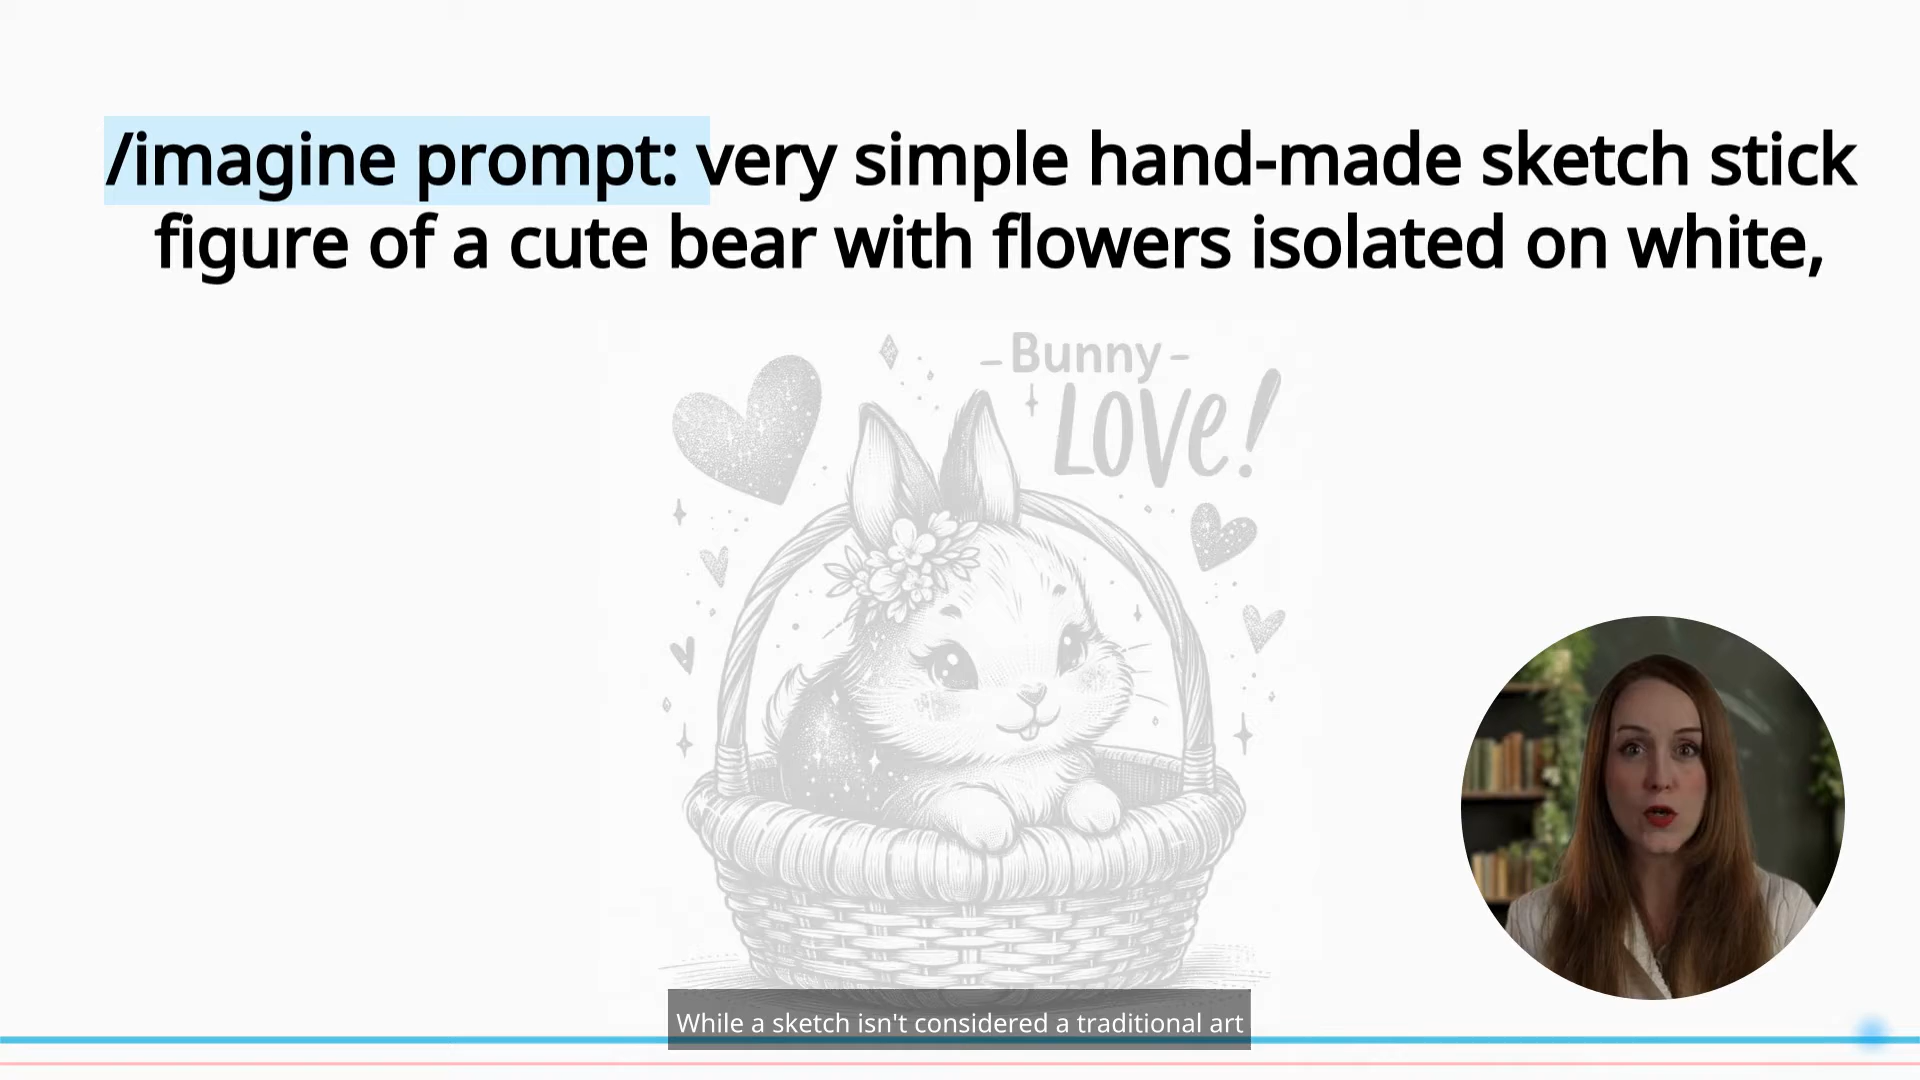 /imagine prompt: very simple hand-made sketch stick
figure of a cute bear with flowers isolated on white,
-Bunny-
LOVe!
While a sketch isn't considered a traditional art